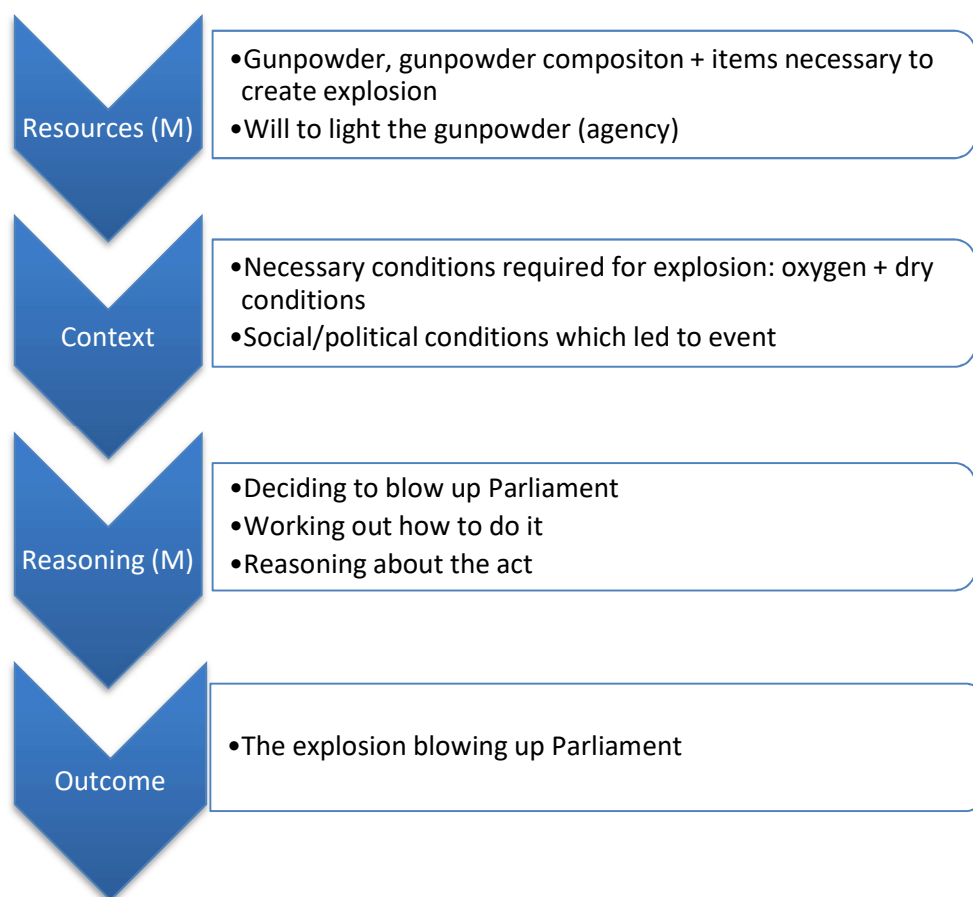 Resources (M)
•Gunpowder, gunpowder compositon + items necessary to
create explosion
•Will to light the gunpowder (agency)
Context
•Necessary conditions required for explosion: oxygen + dry
conditions
•Social/political conditions which led to event
Reasoning (M)
•Deciding to blow up Parliament
•Working out how to do it
•Reasoning about the act
Outcome
•The explosion blowing up Parliament